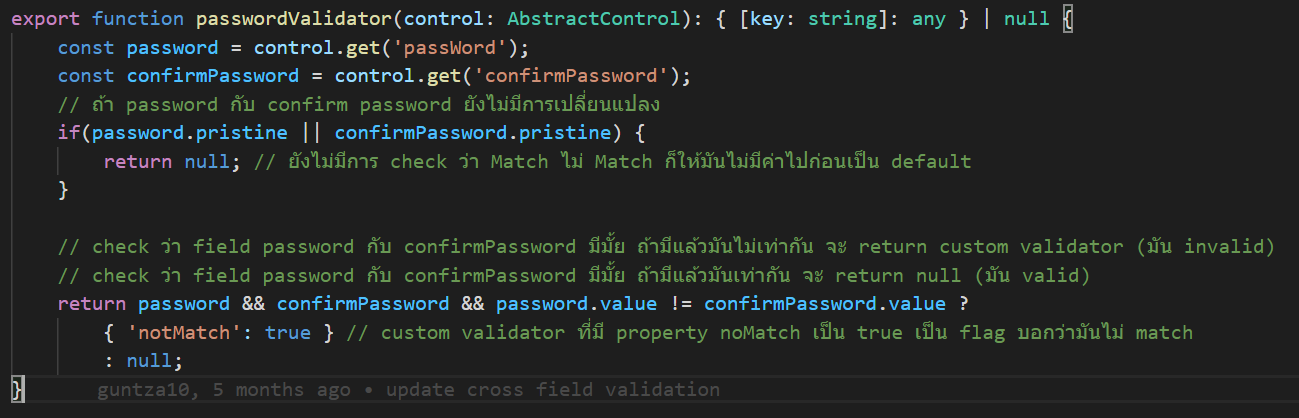 export function passwordValidator(control: AbstractControl): { [key: string]: any } | null {
const password = control.get('passWord');
const confirmPassword = control.get('confirmPassword');
// ถ้า password กับ confirm password ยังไม่มีการเปลี่ยนแปลง
if(password.pristine || confirmPassword.pristine) {
return null; // ยังไม่มีการ check ว่า Match ไม่ Match ก็ให้มันไม่มีค่าไปก่อนเป็น default
}
// check ว่า field password กับ confirmPassword มีมั้ย ถ้ามีแล้วมันไม่เท่ากัน จะ return custom validator (มัน invalid)
// check ว่า field password กับ confirmPassword มีมั้ย ถ้ามีแล้วมันเท่ากัน จะ return null (มัน valid)
return password && confirmPassword && password.value != confirmPassword.value ?
{ 'notMatch': true } // custom validator ที่มี property noMatch เป็น true เป็น flag บอกว่ามันไม่ match
: null;
} guntza10, 5 months ago • update cross field validation